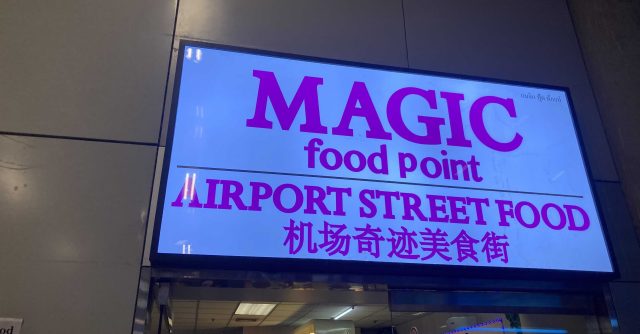 MAGIC
food point
AIRPORT STREET FOOD
机场奇迹美食街